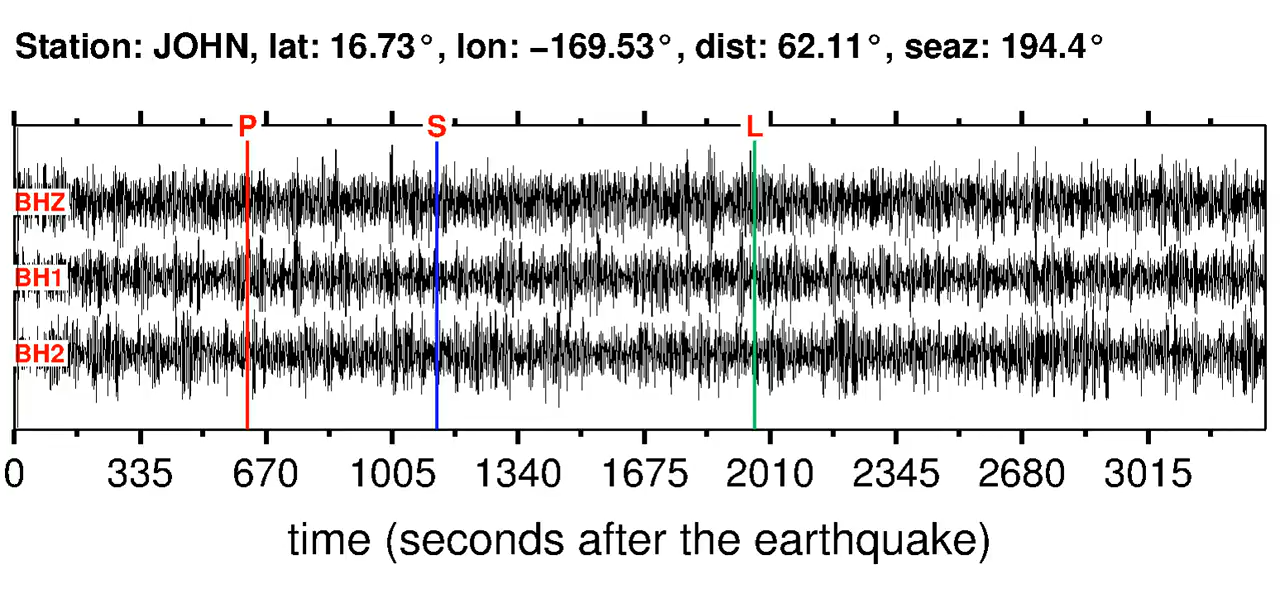 Station: JOHN, lat: 16.73°, lon: −169.53°, dist: 62.11°, seaz: 194.4°
P S L
BHZ
BH1
BH2
0 335 670 1005 1340 1675 2010 2345 2680 3015
time (seconds after the earthquake)